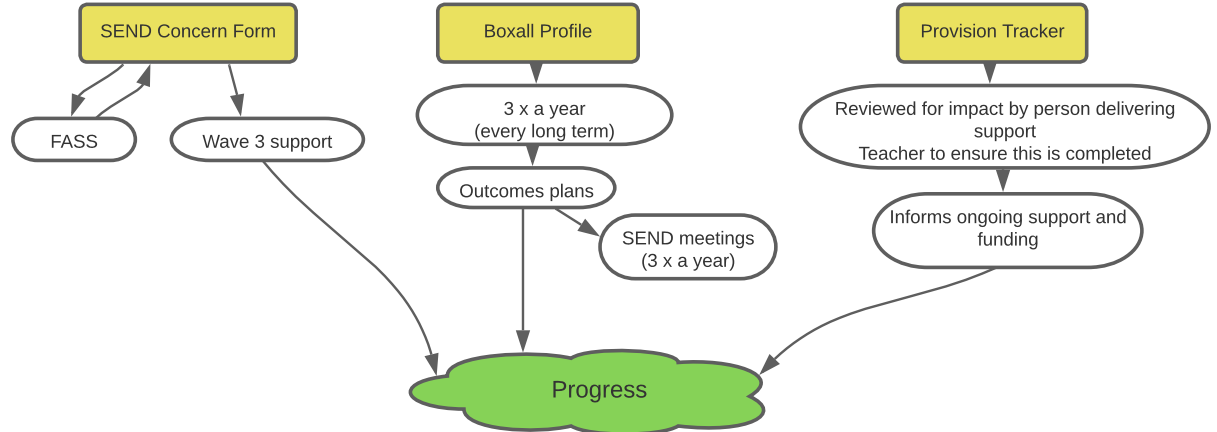 SEND Concern Form
Boxall Profile
Provision Tracker
FASS
Wave 3 support
3 x a year
(every long term)
Outcomes plans
SEND meetings
(3 x a year)
Reviewed for impact by person delivering
support
Teacher to ensure this is completed
Informs ongoing support and
funding
Progress